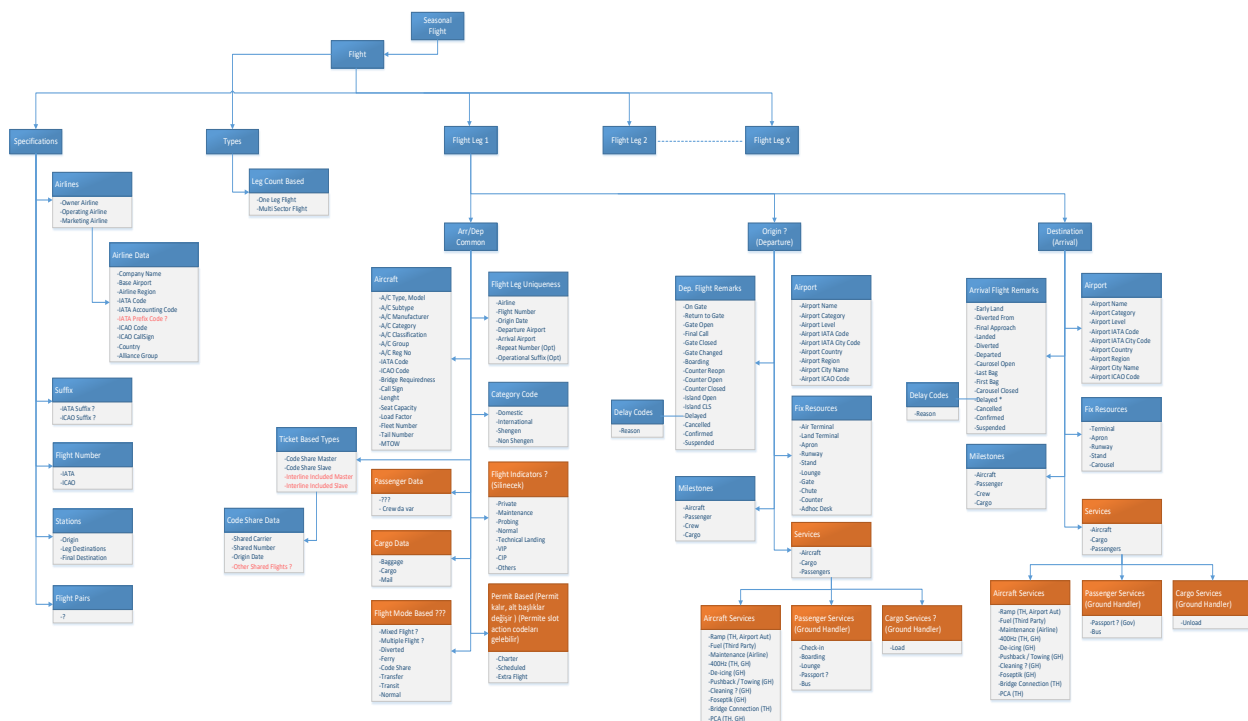 Seasonal
Flight
Flight
Specifications
Types
Flight Leg 1
Flight Leg 2
Flight Leg X
Airlines
-Owner Airline
-Operating Airline
-Marketing Airline
Airline Data
-Company Name
-Base Airport
-Airline Region
-IATA Code
-IATA Accounting Code
-IATA Prefix Code ?
-ICAO Code
-ICAO CallSign
-Country
-Alliance Group
Suffix
-IATA Suffix ?
-ICAO Suffix ?
Flight Number
-IATA
-ICAO
Stations
-Origin
-Leg Destinations
-Final Destination
Flight Pairs
-?
Leg Count Based
-One Leg Flight
-Multi Sector Flight
Arr/Dep
Common
Aircraft
-A/C Type, Model
-A/C Subtype
-A/C Manufacturer
-A/C Category
-A/C Classification
-A/C Group
-A/C Reg No
-IATA Code
-ICAO Code
-Bridge Requiredness
-Call Sign
-Lenght
-Seat Capacity
-Load Factor
-Fleet Number
-Tail Number
-MTOW
Flight Leg Uniqueness
-Airline
-Flight Number
-Origin Date
-Departure Airport
-Arrival Airport
-Repeat Number (Opt)
-Operational Suffix (Opt)
Category Code
-Domestic
-International
-Shengen
-Non Shengen
Ticket Based Types
-Code Share Master
-Code Share Slave
-Interline Included Master
-Interline Included Slave
Code Share Data
-Shared Carrier
-Shared Number
-Origin Date
-Other Shared Flights ?
Passenger Data
-???
- Crew da var
Cargo Data
-Baggage
-Cargo
-Mail
Flight Mode Based ???
-Mixed Flight ?
-Multiple Flight ?
-Diverted
-Ferry
-Code Share
-Transfer
-Transit
-Normal
Flight Indicators ?
(Silinecek)
-Private
-Maintenance
-Probing
-Normal
-Technical Landing
-VIP
-CIP
-Others
Permit Based (Permit
kalır, alt başlıklar
değişir ) (Permite slot
action codeları
gelebilir)
-Charter
-Scheduled
-Extra Flight
Origin ?
(Departure)
Dep. Flight Remarks
-On Gate
-Return to Gate
-Gate Open
-Final Call
-Gate Closed
-Gate Changed
-Boarding
-Counter Reopn
-Counter Open
-Counter Closed
-Island Open
-Island CLS
-Delayed
-Cancelled
-Confirmed
-Suspended
Delay Codes
-Reason
Milestones
-Aircraft
-Passenger
-Crew
-Cargo
Airport
-Airport Name
-Airport Category
-Airport Level
-Airport IATA Code
-Airport IATA City Code
-Airport Country
-Airport Region
-Airport City Name
-Airport ICAO Code
Fix Resources
-Air Terminal
-Land Terminal
-Apron
-Runway
-Stand
-Lounge
-Gate
-Chute
-Counter
-Adhoc Desk
Services
-Aircraft
-Cargo
-Passengers
Aircraft Services
-Ramp (TH, Airport Aut)
-Fuel (Third Party)
-Maintenance (Airline)
-400Hz (TH, GH)
-De-icing (GH)
-Pushback / Towing (GH)
-Cleaning ? (GH)
-Foseptik (GH)
-Bridge Connection (TH)
-PCA (TH, GH)
Passenger Services
(Ground Handler)
-Check-in
-Boarding
-Lounge
-Passport ?
-Bus
Cargo Services ?
(Ground Handler)
-Load
Destination
(Arrival)
Arrival Flight Remarks
-Early Land
-Diverted From
-Final Approach
-Landed
-Diverted
-Departed
-Caurosel Open
-Last Bag
-First Bag
-Carousel Closed
-Delayed *
-Cancelled
-Confirmed
-Suspended
Delay Codes
-Reason
Milestones
-Aircraft
-Passenger
-Crew
-Cargo
Airport
-Airport Name
-Airport Category
-Airport Level
-Airport IATA Code
-Airport IATA City Code
-Airport Country
-Airport Region
-Airport City Name
-Airport ICAO Code
Fix Resources
-Terminal
-Apron
-Runway
-Stand
-Carousel
Services
-Aircraft
-Cargo
-Passengers
Aircraft Services
-Ramp (TH, Airport Aut)
-Fuel (Third Party)
-Maintenance (Airline)
-400Hz (TH, GH)
-De-icing (GH)
-Pushback / Towing (GH)
-Cleaning ? (GH)
-Foseptik (GH)
-Bridge Connection (TH)
-PCA (TH)
Passenger Services
(Ground Handler)
-Passport ? (Gov)
-Bus
Cargo Services
(Ground Handler)
-Unload